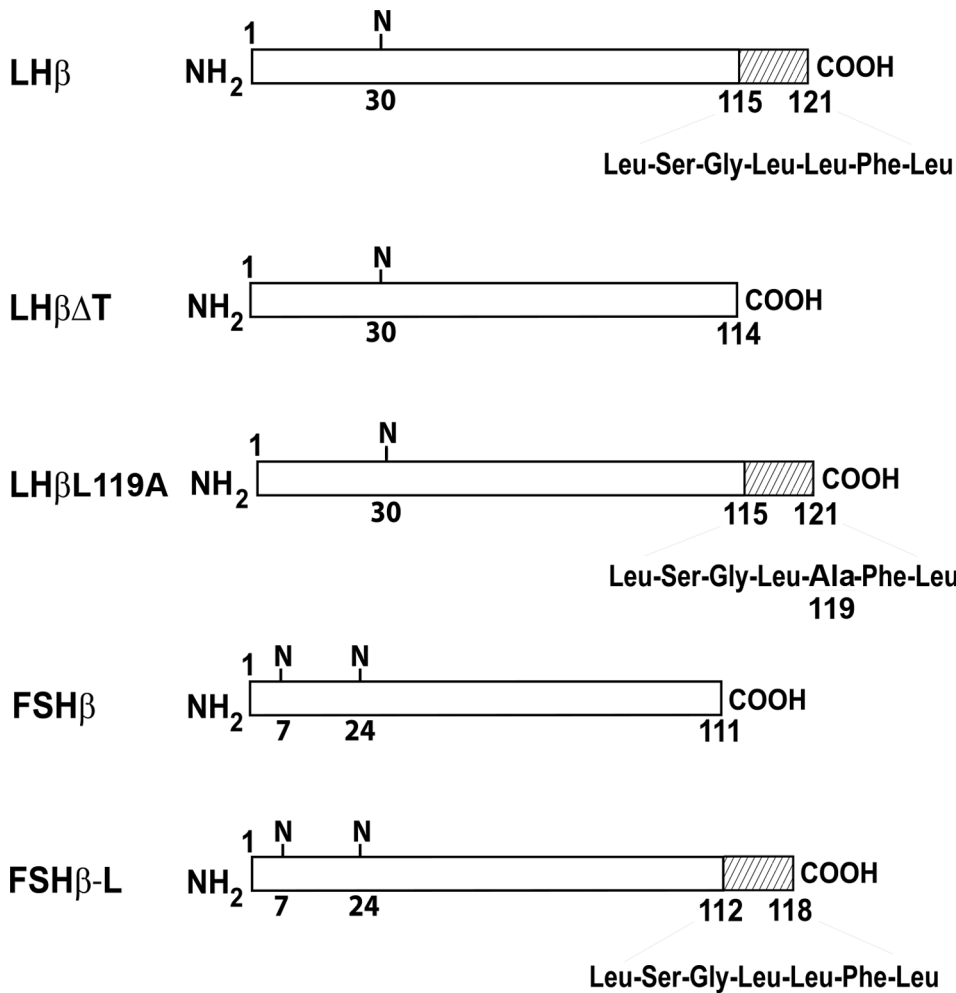 1 N
LHβ NH2 COOH
30 115 121
Leu-Ser-Gly-Leu-Leu-Phe-Leu
1 N
LHβΔT NH2 COOH
30 114
1 N
LHβL119A NH2 COOH
30 115 121
Leu-Ser-Gly-Leu-Ala-Phe-Leu
119
1 N N
FSHβ NH2 COOH
7 24 111
1 N N
FSHβ-L NH2 COOH
7 24 112 118
Leu-Ser-Gly-Leu-Leu-Phe-Leu